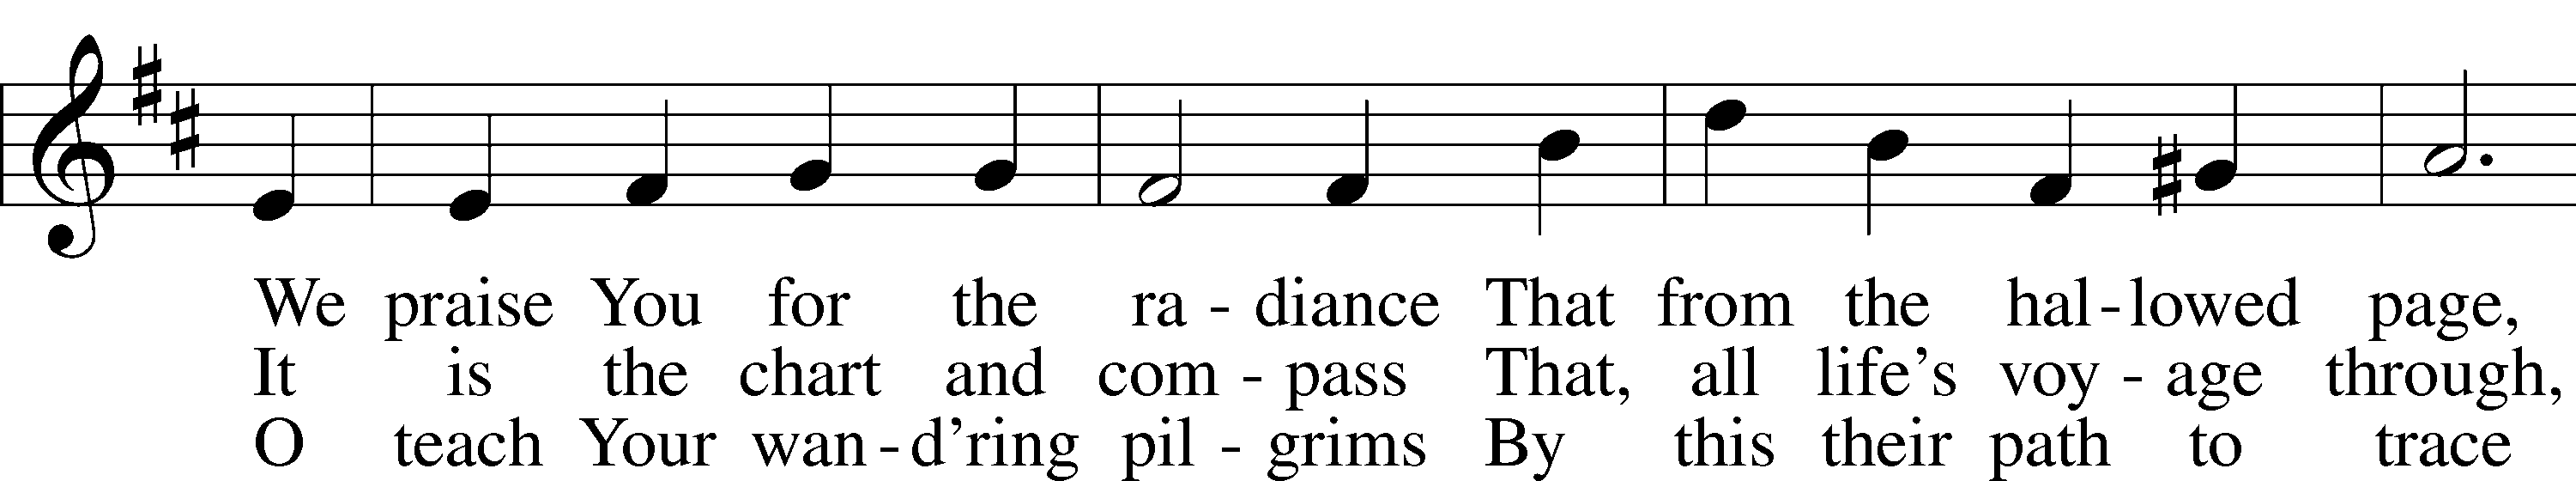 We praise You for the ra - diance That from the hal - lowed page,
It is the chart and com - pass That, all life's voy - age through,
O teach Your wan - d'ring pil - grims By this their path to trace